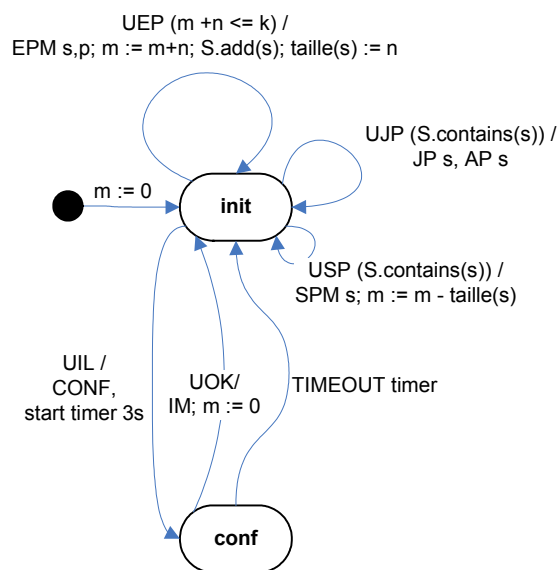 UEP (m +n <= k) /
EPM s,p; m := m+n; S.add(s); taille(s) := n
UJP (S.contains(s)) /
JP s, AP s
m := 0
init
USP (S.contains(s)) /
SPM s; m := m - taille(s)
UIL /
CONF,
start timer 3s
UOK/
IM; m := 0
TIMEOUT timer
conf